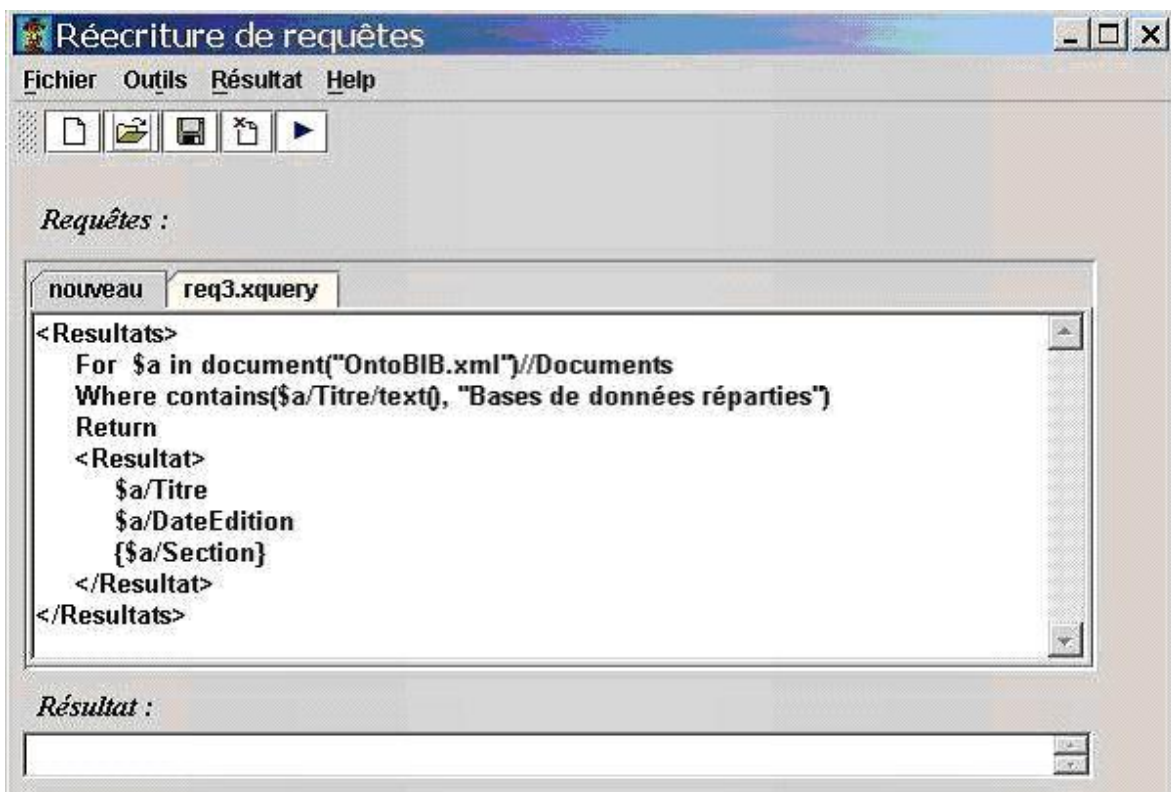 Réecriture de requêtes
Fichier Outils Résultat Help
Requêtes :
nouveau req3.xquery
<Resultats>
For $a in document("OntoBIB.xml")//Documents
Where contains($a/Titre/text(), "Bases de données réparties")
Return
<Resultat>
$a/Titre
$a/DateEdition
{$a/Section}
</Resultat>
</Resultats>
Résultat :